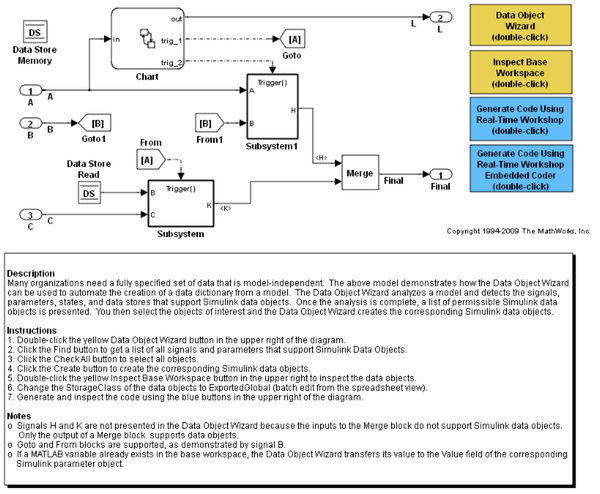 out
2
L
L
Data Object
Wizard
(double-click)
DS
Data Store
Memory
in
trig_1
trig_2
Chart
[A]
Goto
Inspect Base
Workspace
(double-click)
1
A
A
Trigger()
A
H
B
Subsystem1
2
B
B
[B]
Goto1
[B]
From1
Generate Code Using
Real-Time Workshop
(double-click)
From
[A]
<H>
Merge
Final
1
Final
Generate Code Using
Real-Time Workshop
Embedded Coder
(double-click)
Data Store
Read
DS
Trigger()
B
K
C
<K>
Subsystem
3
C
C
Copyright 1994-2009 The MathWorks, Inc.
Description
Many organizations need a fully specified set of data that is model-independent. The above model demonstrates how the Data Object Wizard
can be used to automate the creation of a data dictionary from a model. The Data Object Wizard analyzes a model and detects the signals,
parameters, states, and data stores that support Simulink data objects. Once the analysis is complete, a list of permissible Simulink data
objects is presented. You then select the objects of interest and the Data Object Wizard creates the corresponding Simulink data objects.
Instructions
1. Double-click the yellow Data Object Wizard button in the upper right of the diagram.
2. Click the Find button to get a list of all signals and parameters that support Simulink Data Objects.
3. Click the Check All button to select all objects.
4. Click the Create button to create the corresponding Simulink data objects.
5. Double-click the yellow Inspect Base Workspace button in the upper right to inspect the data objects.
6. Change the StorageClass of the data objects to ExportedGlobal (batch edit from the spreadsheet view).
7. Generate and inspect the code using the blue buttons in the upper right of the diagram.
Notes
o Signals H and K are not presented in the Data Object Wizard because the inputs to the Merge block do not support Simulink data objects.
Only the output of a Merge block supports data objects.
o Goto and From blocks are supported, as demonstrated by signal B.
o If a MATLAB variable already exists in the base workspace, the Data Object Wizard transfers its value to the Value field of the corresponding
Simulink parameter object.